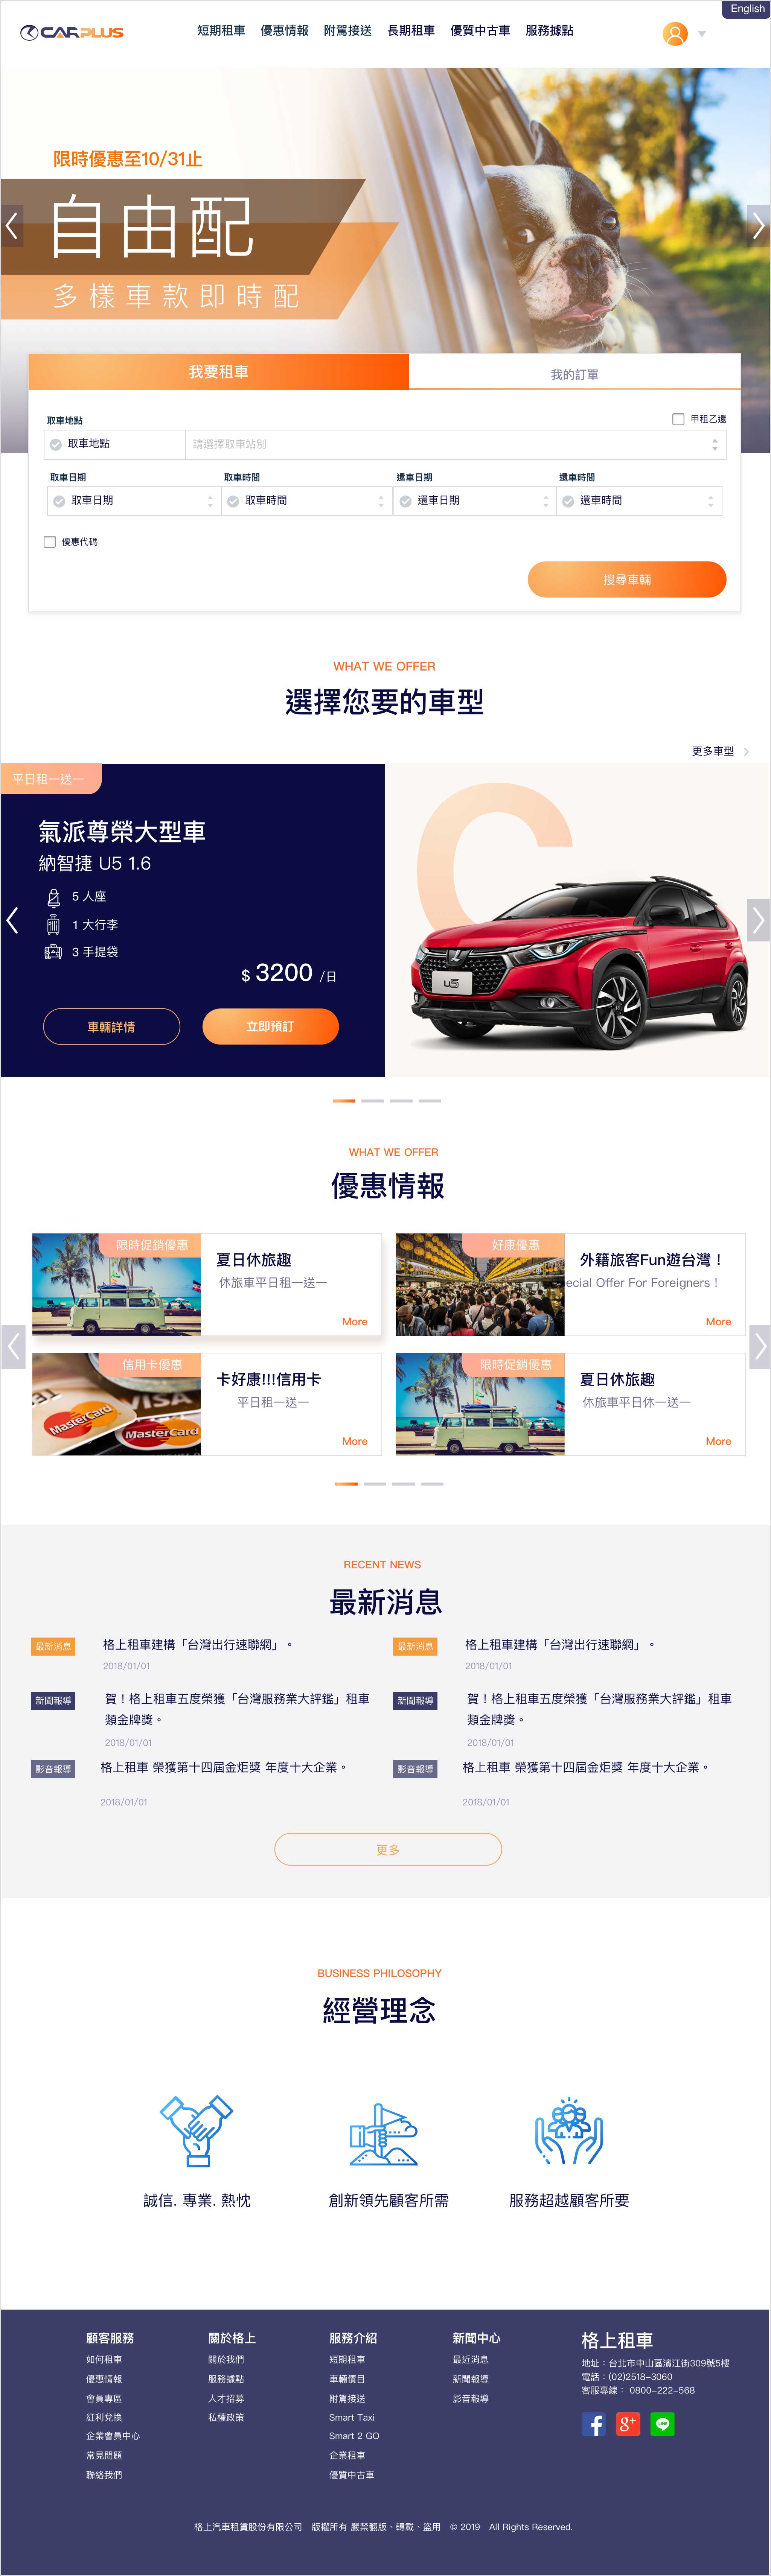 English
CARPLUS
短期租車 優惠情報 附駕接送 長期租車 優質中古車 服務據點
限時優惠至10/31止
自由配
多樣車款即時配
我要租車
我的訂單
取車地點
甲租乙還
取車地點 請選擇取車站別
取車日期 取車時間 還車日期 還車時間
取車日期 取車時間 還車日期 還車時間
優惠代碼
搜尋車輛
WHAT WE OFFER
選擇您要的車型
更多車型
平日租一送一
氣派尊榮大型車
納智捷 U5 1.6
5 人座
1 大行李
3 手提袋
$ 3200 /日
車輛詳情
立即預訂
U5
WHAT WE OFFER
優惠情報
限時促銷優惠
夏日休旅趣
休旅車平日租一送一
More
好康優惠
外籍旅客Fun遊台灣！
ecial Offer For Foreigners！
More
信用卡優惠
卡好康!!!信用卡
平日租一送一
More
MasterCard
MasterCard
限時促銷優惠
夏日休旅趣
休旅車平日休一送一
More
RECENT NEWS
最新消息
最新消息
格上租車建構「台灣出行速聯網」。
2018/01/01
新聞報導
賀！格上租車五度榮獲「台灣服務業大評鑑」租車
類金牌獎。
2018/01/01
影音報導
格上租車 榮獲第十四屆金炬獎 年度十大企業。
2018/01/01
最新消息
格上租車建構「台灣出行速聯網」。
2018/01/01
新聞報導
賀！格上租車五度榮獲「台灣服務業大評鑑」租車
類金牌獎。
2018/01/01
影音報導
格上租車 榮獲第十四屆金炬獎 年度十大企業。
2018/01/01
更多
BUSINESS PHILOSOPHY
經營理念
誠信. 專業. 熱忱
創新領先顧客所需
服務超越顧客所要
顧客服務
如何租車
優惠情報
會員專區
紅利兌換
企業會員中心
常見問題
聯絡我們
關於格上
關於我們
服務據點
人才招募
私權政策
服務介紹
短期租車
車輛價目
附駕接送
Smart Taxi
Smart 2 GO
企業租車
優質中古車
新聞中心
最近消息
新聞報導
影音報導
格上租車
地址：台北市中山區濱江街309號5樓
電話：(02)2518-3060
客服專線： 0800-222-568
f
g+
LINE
格上汽車租賃股份有限公司 版權所有 嚴禁翻版、轉載、盜用 © 2019 All Rights Reserved.